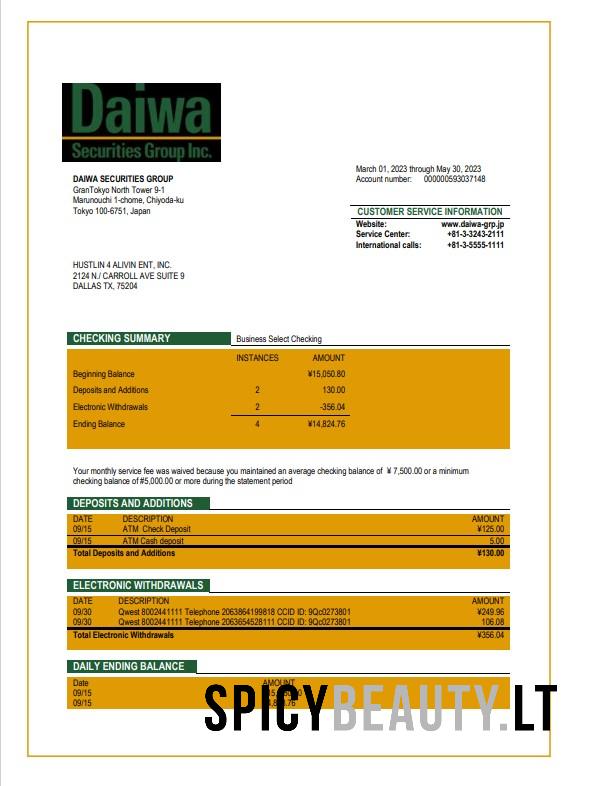 Daiwa
Securities Group Inc.
DAIWA SECURITIES GROUP
GranTokyo North Tower 9-1
Marunouchi 1-chome, Chiyoda-ku
Tokyo 100-6751, Japan
March 01, 2023 through May 30, 2023
Account number: 000000593037148
CUSTOMER SERVICE INFORMATION
Website: www.daiwa-grp.jp
Service Center: +81-3-3243-2111
International calls: +81-3-5555-1111
HUSTLIN 4 ALIVIN ENT, INC.
2124 N./ CARROLL AVE SUITE 9
DALLAS TX, 75204
CHECKING SUMMARY Business Select Checking
INSTANCES AMOUNT
Beginning Balance ¥15,050.80
Deposits and Additions 2 130.00
Electronic Withdrawals 2 -356.04
Ending Balance 4 ¥14,824.76
Your monthly service fee was waived because you maintained an average checking balance of ¥ 7,500.00 or a minimum
checking balance of #5,000.00 or more during the statement period
DEPOSITS AND ADDITIONS
DATE DESCRIPTION AMOUNT
09/15 ATM Check Deposit ¥125.00
09/15 ATM Cash deposit 5.00
Total Deposits and Additions ¥130.00
ELECTRONIC WITHDRAWALS
DATE DESCRIPTION AMOUNT
09/30 Qwest 8002441111 Telephone 2063864199818 CCID ID: 9Qc0273801 ¥249.96
09/30 Qwest 8002441111 Telephone 2063654528111 CCID ID: 9Qc0273801 106.08
Total Electronic Withdrawals ¥356.04
DAILY ENDING BALANCE
Date AMOUNT
09/15
09/15
SPICYBEAUTY.LT